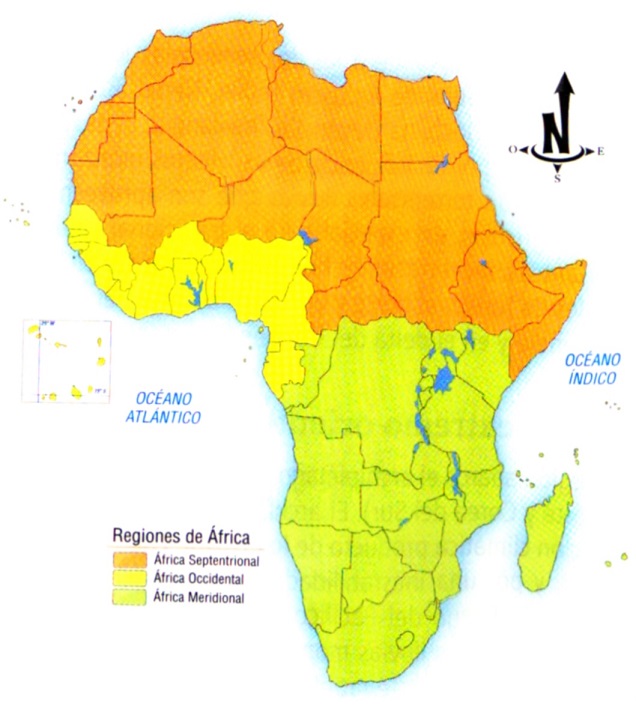 N
O
E
S
OCÉANO
ÍNDICO
OCÉANO
ATLÁNTICO
Regiones de África
África Septentrional
África Occidental
África Meridional